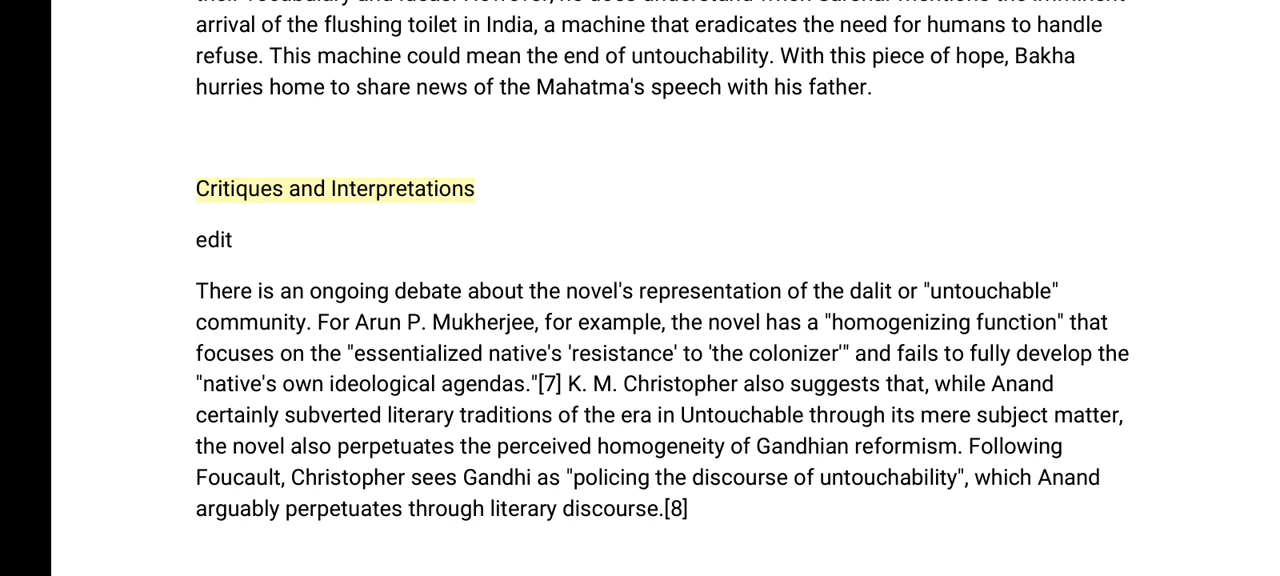 arrival of the flushing toilet in India, a machine that eradicates the need for humans to handle
refuse. This machine could mean the end of untouchability. With this piece of hope, Bakha
hurries home to share news of the Mahatma's speech with his father.
Critiques and Interpretations
edit
There is an ongoing debate about the novel's representation of the dalit or "untouchable"
community. For Arun P. Mukherjee, for example, the novel has a "homogenizing function" that
focuses on the "essentialized native's 'resistance' to 'the colonizer'" and fails to fully develop the
"native's own ideological agendas."[7] K. M. Christopher also suggests that, while Anand
certainly subverted literary traditions of the era in Untouchable through its mere subject matter,
the novel also perpetuates the perceived homogeneity of Gandhian reformism. Following
Foucault, Christopher sees Gandhi as "policing the discourse of untouchability", which Anand
arguably perpetuates through literary discourse.[8]